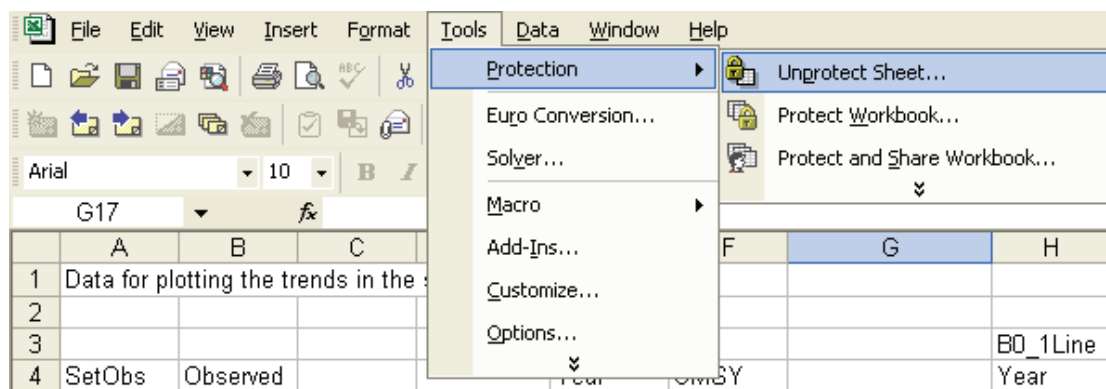 File Edit View Insert Format Tools Data Window Help
Protection Unprotect Sheet...
Euro Conversion... Protect Workbook...
Solver... Protect and Share Workbook...
Arial 10 B I
Macro
G17 fx
Add-Ins...
A B C F G H
1 Data for plotting the trends in the
Customize...
2
Options...
3 B0_1Line
4 SetObs Observed Year Year